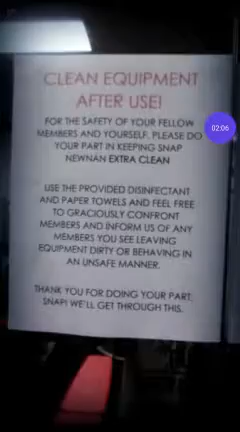 CLEAN EQUIPMENT
AFTER USE!
FOR THE SAFETY OF YOUR FELLOW
MEMBERS AND YOURSELF, PLEASE DO
YOUR PART IN KEEPING SNAP
NEWNAN EXTRA CLEAN
02:06
USE THE PROVIDED DISINFECTANT
AND PAPER TOWELS AND FEEL FREE
TO GRACIOUSLY CONFRONT
MEMBERS AND INFORM US OF ANY
MEMBERS YOU SEE LEAVING
EQUIPMENT DIRTY OR BEHAVING IN
AN UNSAFE MANNER.
THANK YOU FOR DOING YOUR PART,
SNAP! WE'LL GET THROUGH THIS.